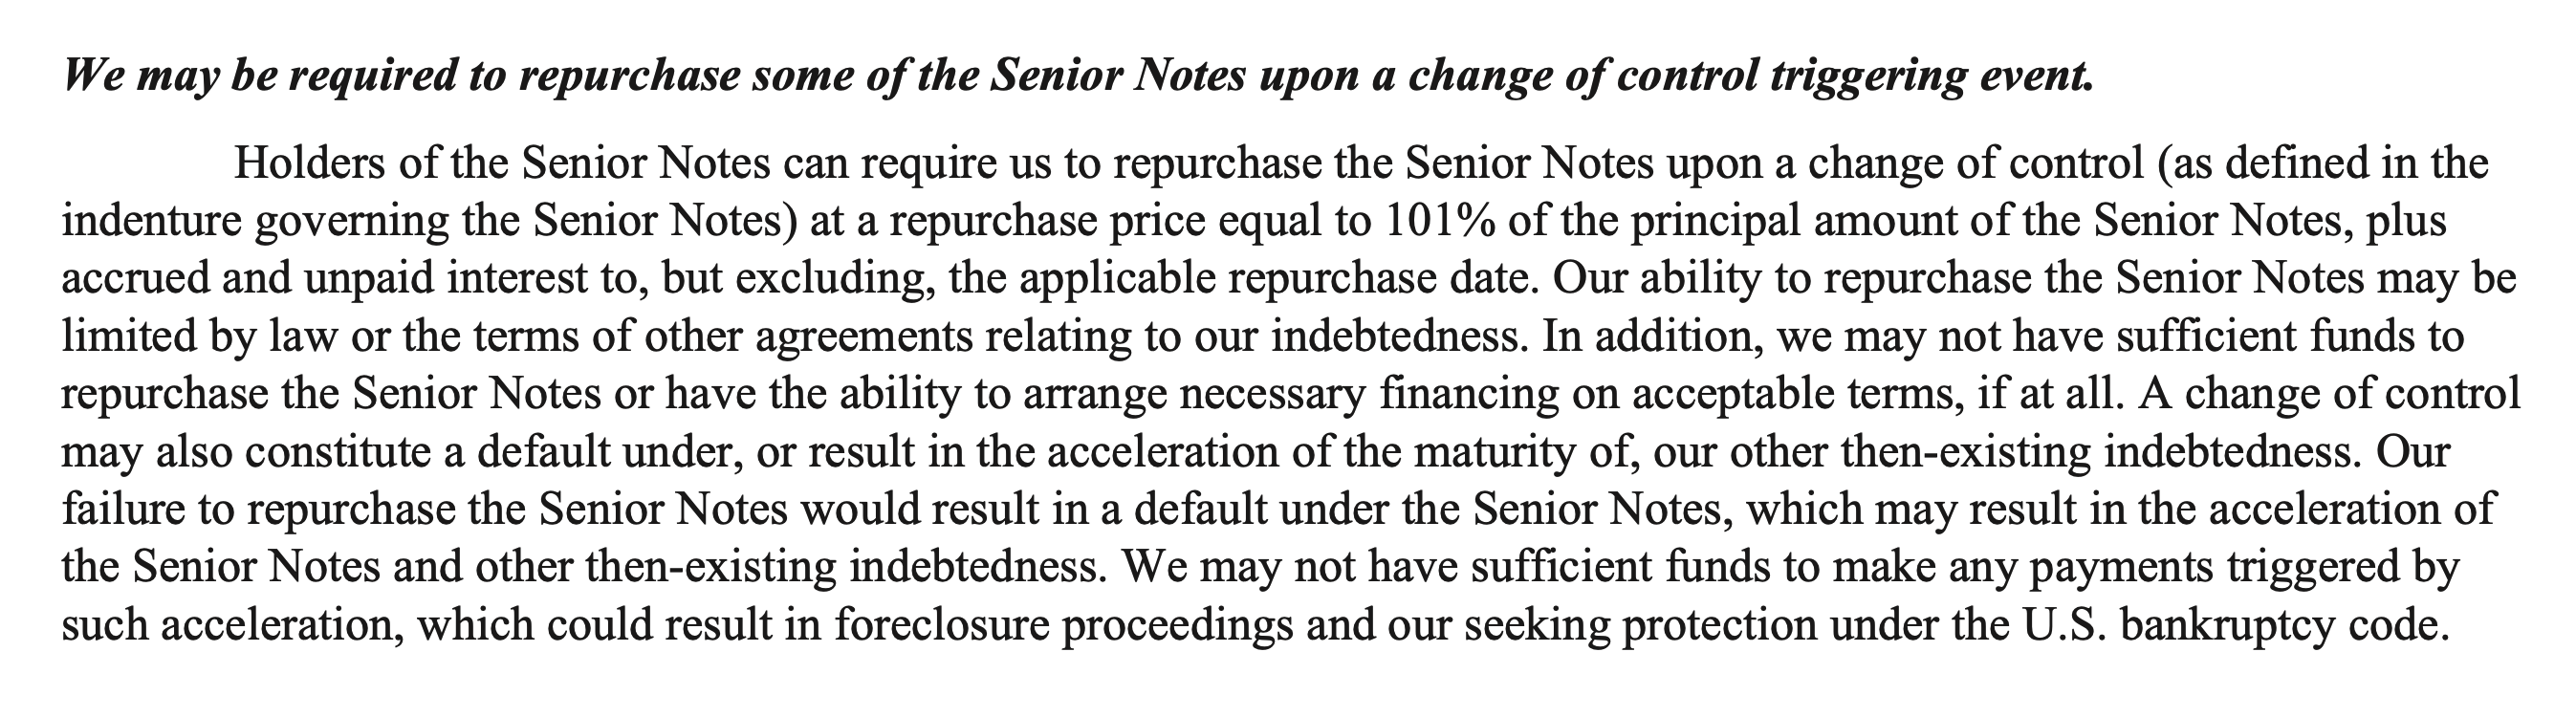 We may be required to repurchase some of the Senior Notes upon a change of control triggering event.
Holders of the Senior Notes can require us to repurchase the Senior Notes upon a change of control (as defined in the
indenture governing the Senior Notes) at a repurchase price equal to 101% of the principal amount of the Senior Notes, plus
accrued and unpaid interest to, but excluding, the applicable repurchase date. Our ability to repurchase the Senior Notes may be
limited by law or the terms of other agreements relating to our indebtedness. In addition, we may not have sufficient funds to
repurchase the Senior Notes or have the ability to arrange necessary financing on acceptable terms, if at all. A change of control
may also constitute a default under, or result in the acceleration of the maturity of, our other then-existing indebtedness. Our
failure to repurchase the Senior Notes would result in a default under the Senior Notes, which may result in the acceleration of
the Senior Notes and other then-existing indebtedness. We may not have sufficient funds to make any payments triggered by
such acceleration, which could result in foreclosure proceedings and our seeking protection under the U.S. bankruptcy code.